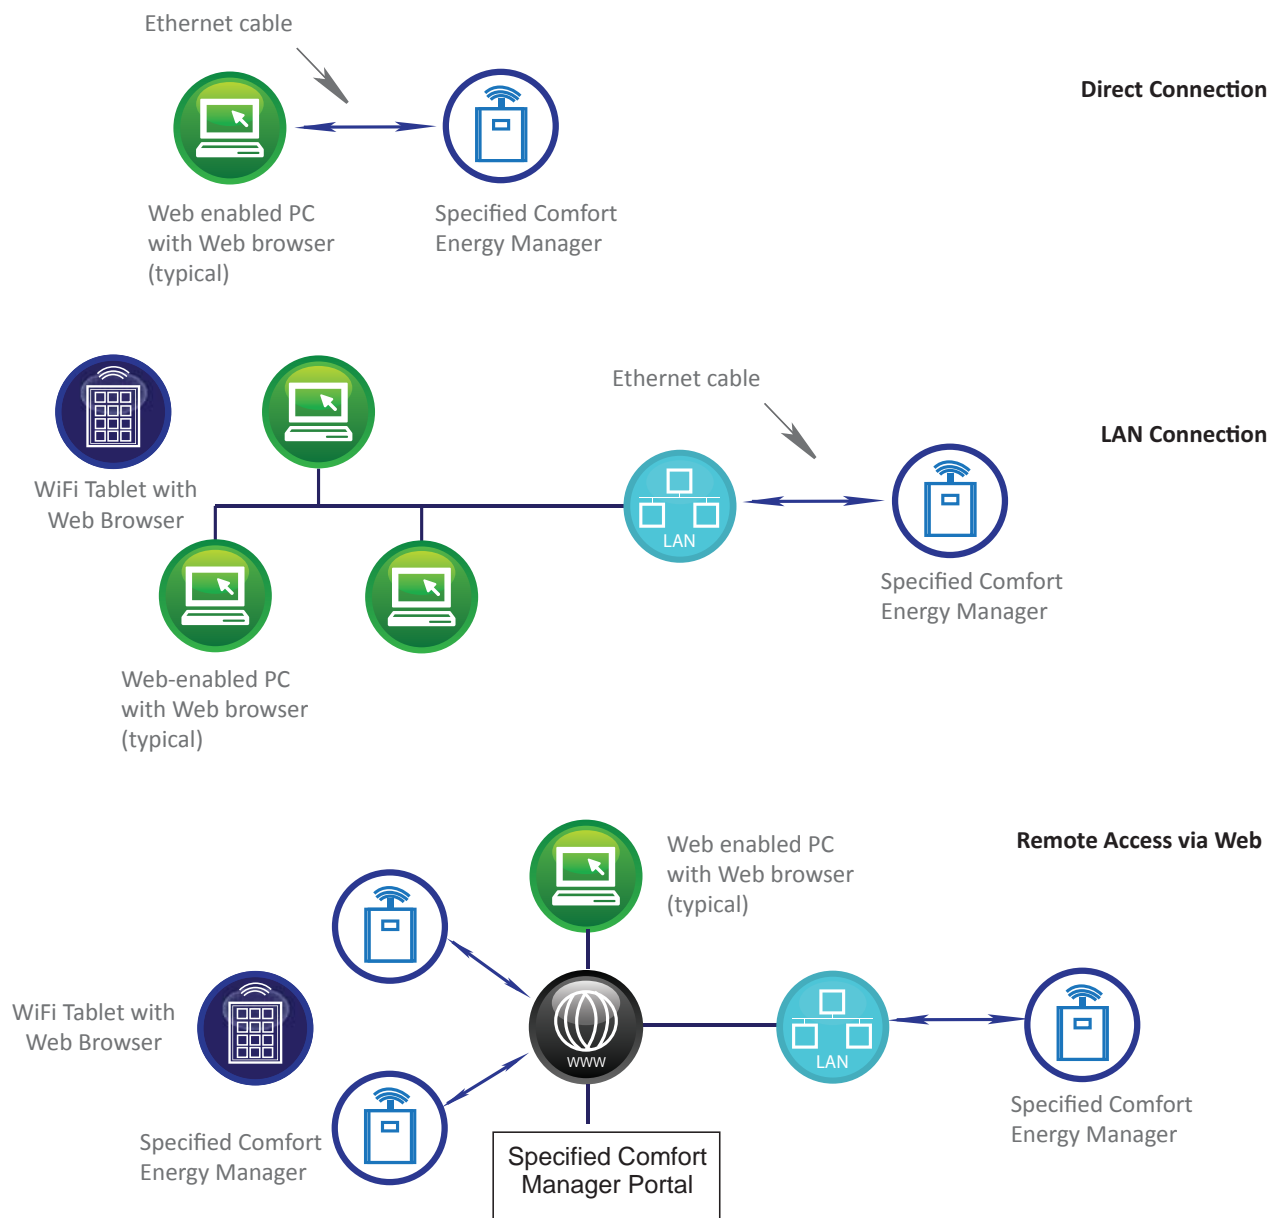 Ethernet cable
Direct Connection
Web enabled PC
with Web browser
(typical)
Specified Comfort
Energy Manager
Ethernet cable
LAN Connection
WiFi Tablet with
Web Browser
LAN
Specified Comfort
Energy Manager
Web-enabled PC
with Web browser
(typical)
Remote Access via Web
Web enabled PC
with Web browser
(typical)
WiFi Tablet with
Web Browser
WWW
LAN
Specified Comfort
Energy Manager
Specified Comfort
Energy Manager
Specified Comfort
Manager Portal